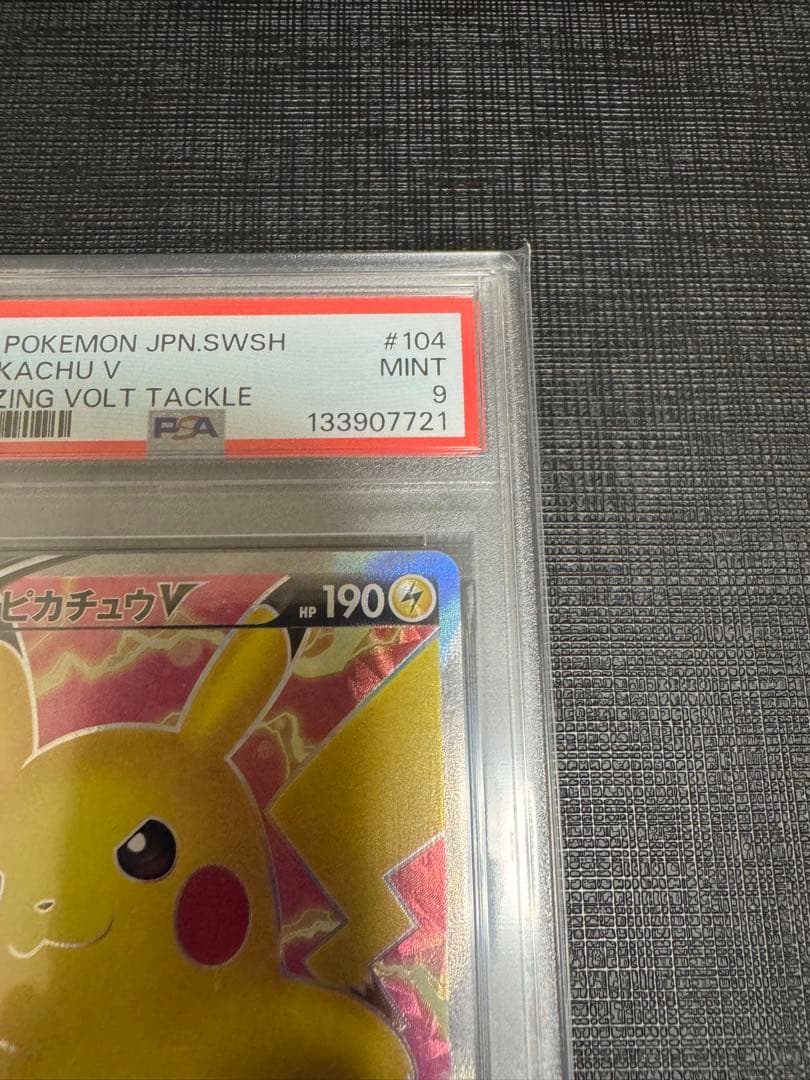 POKEMON JPN.SWSH #104
KACHU V MINT
ZING VOLT TACKLE 9
PSA 133907721
ピカチュウV HP 190